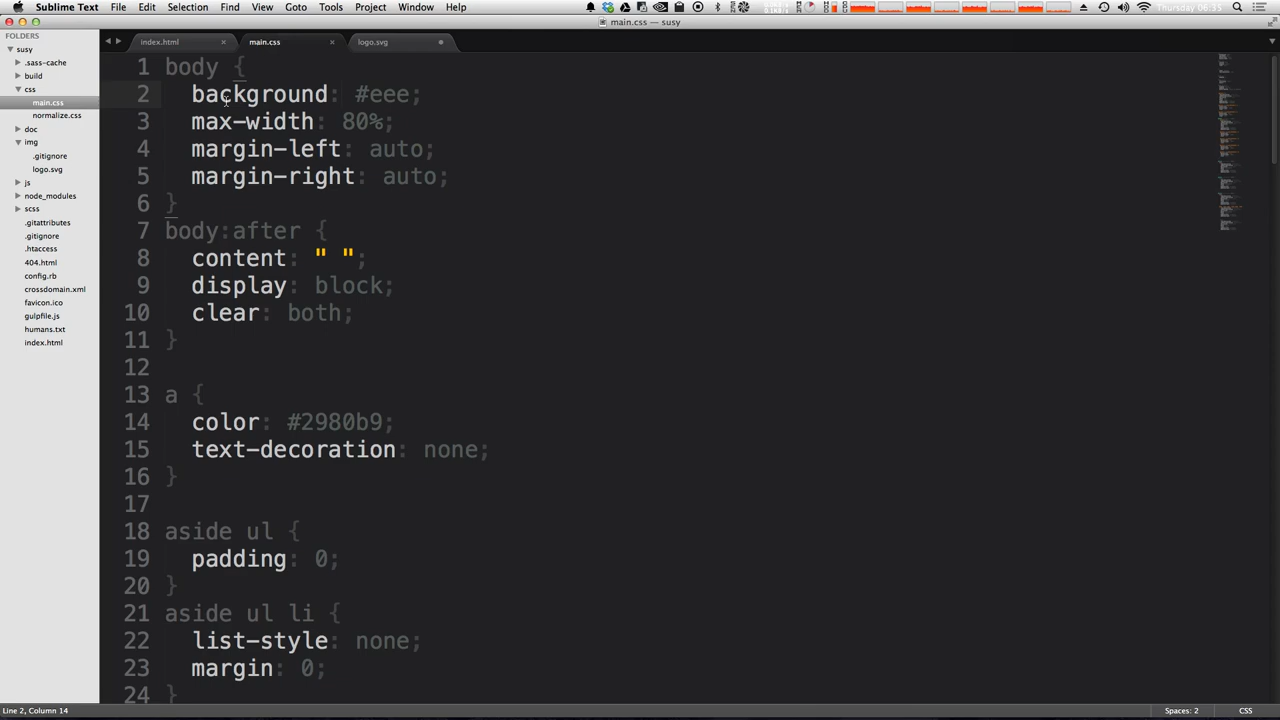 Sublime Text File Edit Selection Find View Goto Tools Project Window Help Thursday 06:35
main.css — susy
FOLDERS
susy
.sass-cache
build
css
main.css
normalize.css
doc
img
.gitignore
logo.svg
js
node_modules
scss
.gitattributes
.gitignore
.htaccess
404.html
config.rb
crossdomain.xml
favicon.ico
gulpfile.js
humans.txt
index.html
index.html main.css logo.svg
1 body {
2 background: #eee;
3 max-width: 80%;
4 margin-left: auto;
5 margin-right: auto;
6 }
7 body:after {
8 content: " ";
9 display: block;
10 clear: both;
11 }
12
13 a {
14 color: #2980b9;
15 text-decoration: none;
16 }
17
18 aside ul {
19 padding: 0;
20 }
21 aside ul li {
22 list-style: none;
23 margin: 0;
24 }
Line 2, Column 14 Spaces: 2 CSS